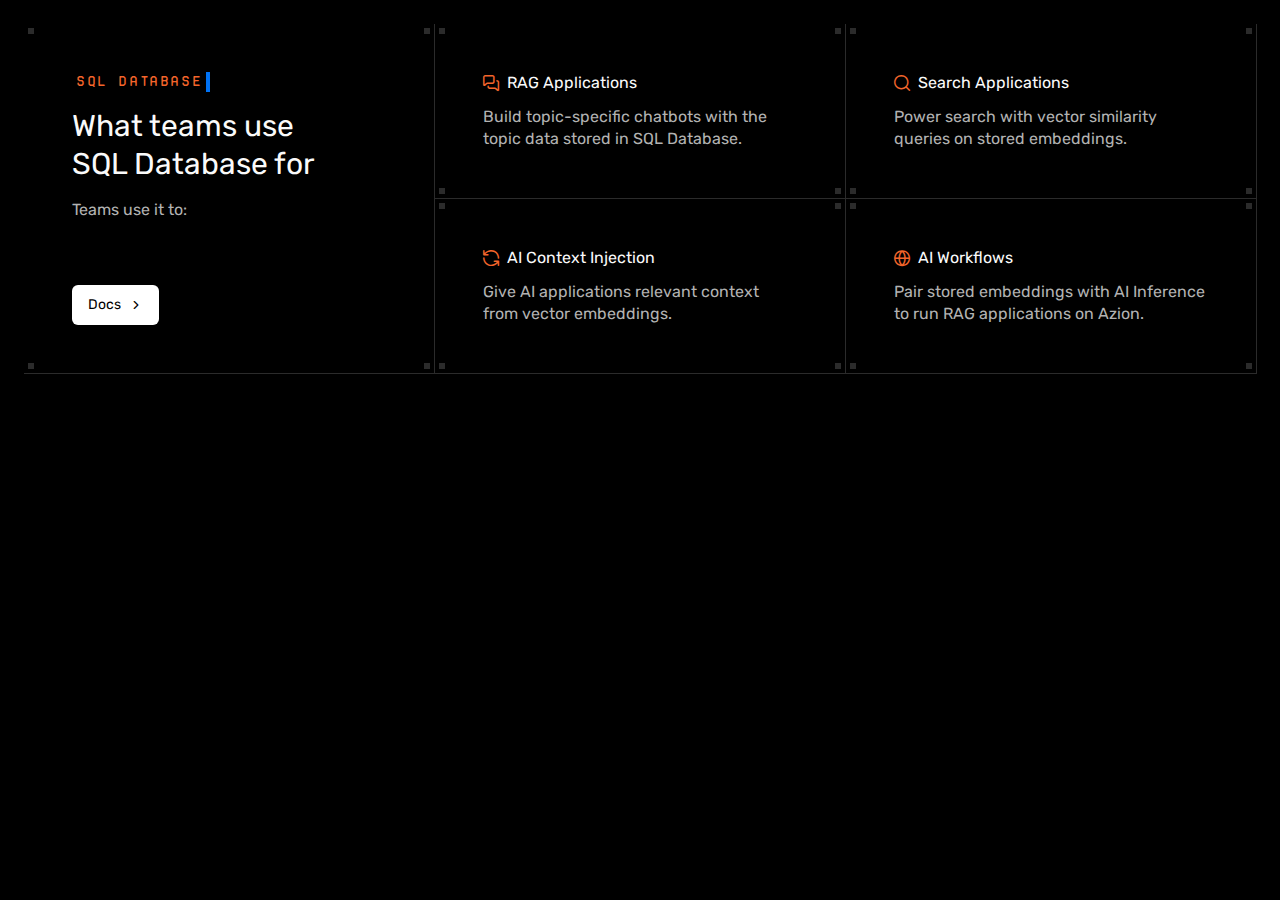 SQL DATABASE
What teams use
SQL Database for
Teams use it to:
Docs
RAG Applications
Build topic-specific chatbots with the
topic data stored in SQL Database.
Search Applications
Power search with vector similarity
queries on stored embeddings.
AI Context Injection
Give AI applications relevant context
from vector embeddings.
AI Workflows
Pair stored embeddings with AI Inference
to run RAG applications on Azion.